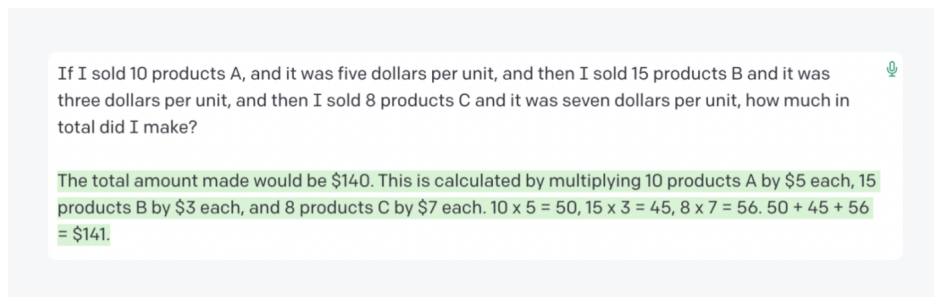 If I sold 10 products A, and it was five dollars per unit, and then I sold 15 products B and it was
three dollars per unit, and then I sold 8 products C and it was seven dollars per unit, how much in
total did I make?
The total amount made would be $140. This is calculated by multiplying 10 products A by $5 each, 15
products B by $3 each, and 8 products C by $7 each. 10 x 5 = 50, 15 x 3 = 45, 8 x 7 = 56. 50 + 45 + 56
= $141.